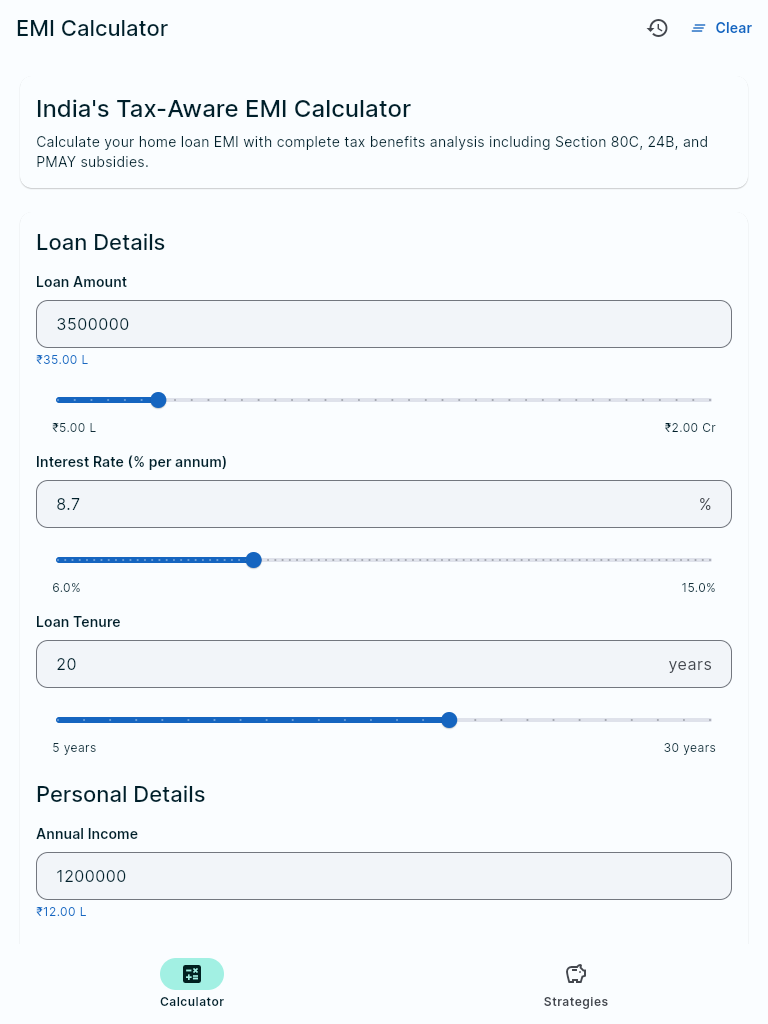 EMI Calculator
Clear
India's Tax-Aware EMI Calculator
Calculate your home loan EMI with complete tax benefits analysis including Section 80C, 24B, and
PMAY subsidies.
Loan Details
Loan Amount
3500000
₹35.00 L
₹5.00 L
₹2.00 Cr
Interest Rate (% per annum)
8.7
%
6.0%
15.0%
Loan Tenure
20
years
5 years
30 years
Personal Details
Annual Income
1200000
₹12.00 L
Calculator
Strategies